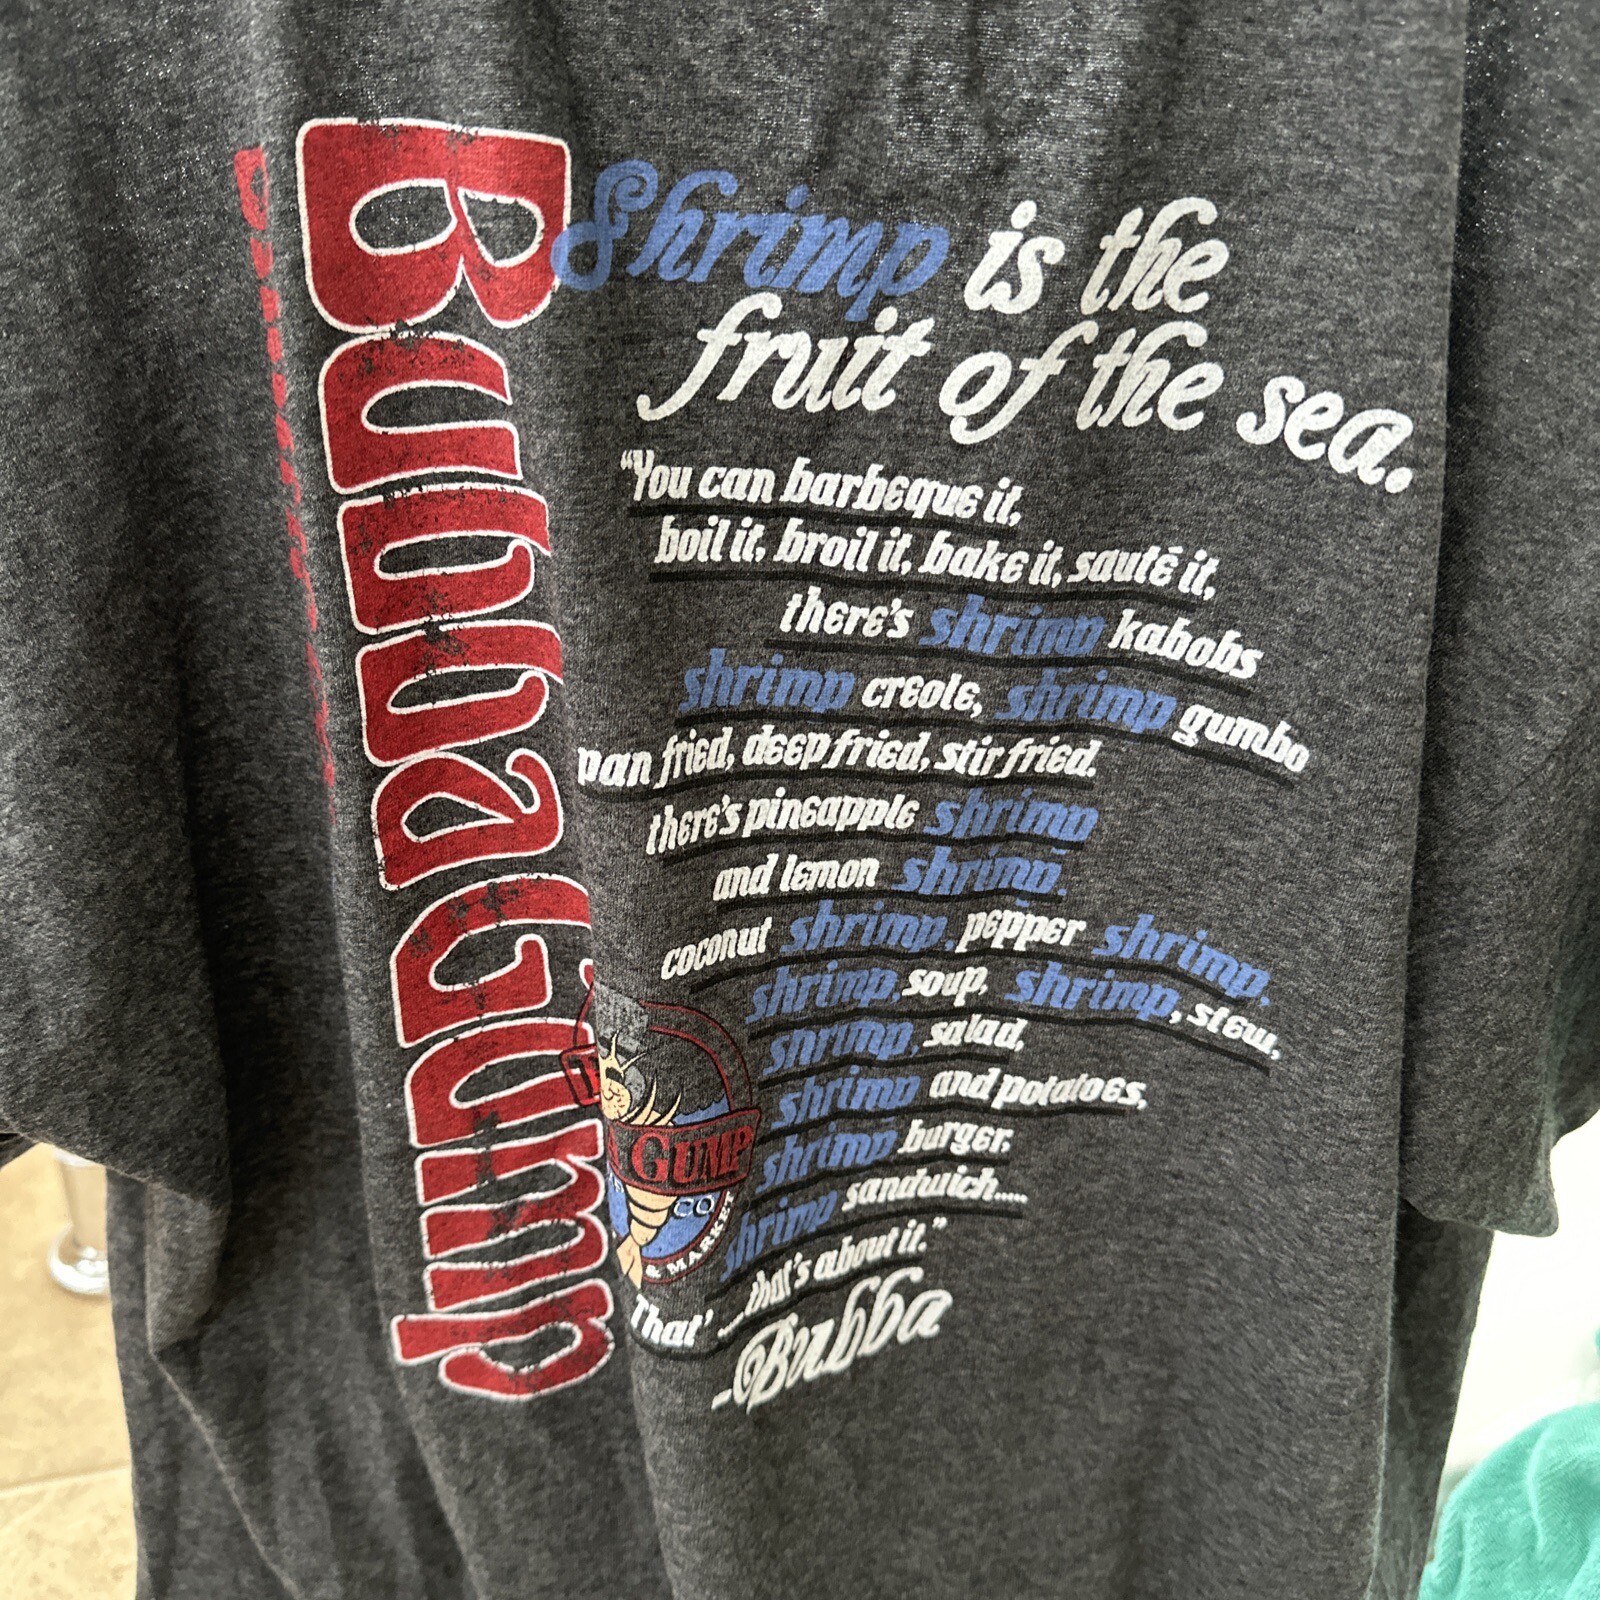 BubbaGump
Shrimp is the
fruit of the sea.
"You can barbeque it,
boil it, broil it, bake it, sauté it,
there's shrimp kabobs
shrimp creole, shrimp gumbo
pan fried, deep fried, stir fried.
there's pineapple shrimp
and lemon shrimp.
coconut shrimp, pepper shrimp,
shrimp, soup, shrimp, stew,
shrimp, salad,
shrimp and potatoes,
shrimp burger,
shrimp sandwich.....
That' ....that's about it."
-Bubba
GUMP
CO
& MARKET